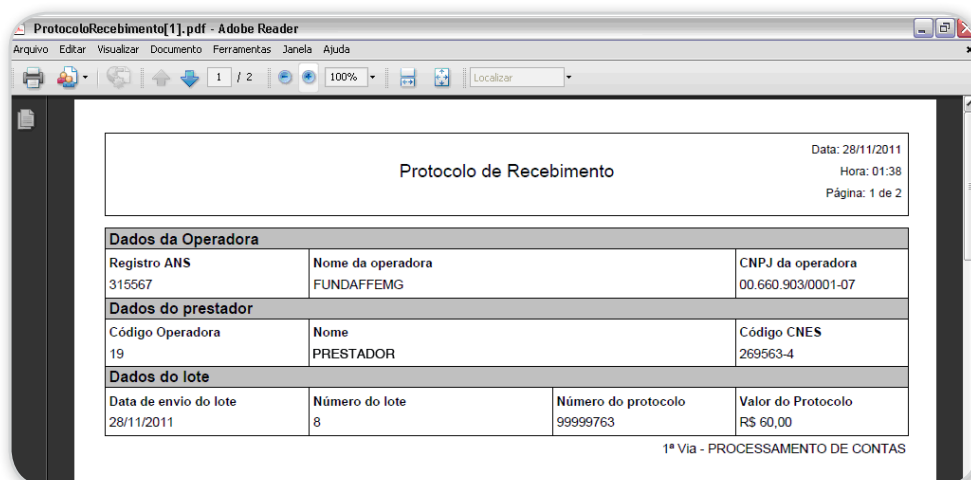 ProtocoloRecebimento[1].pdf - Adobe Reader
Arquivo Editar Visualizar Documento Ferramentas Janela Ajuda
1 / 2 100% Localizar
Data: 28/11/2011
Protocolo de Recebimento
Hora: 01:38
Página: 1 de 2
Dados da Operadora
Registro ANS Nome da operadora CNPJ da operadora
315567 FUNDAFFEMG 00.660.903/0001-07
Dados do prestador
Código Operadora Nome Código CNES
19 PRESTADOR 269563-4
Dados do lote
Data de envio do lote Número do lote Número do protocolo Valor do Protocolo
28/11/2011 8 99999763 R$ 60,00
1ª Via - PROCESSAMENTO DE CONTAS